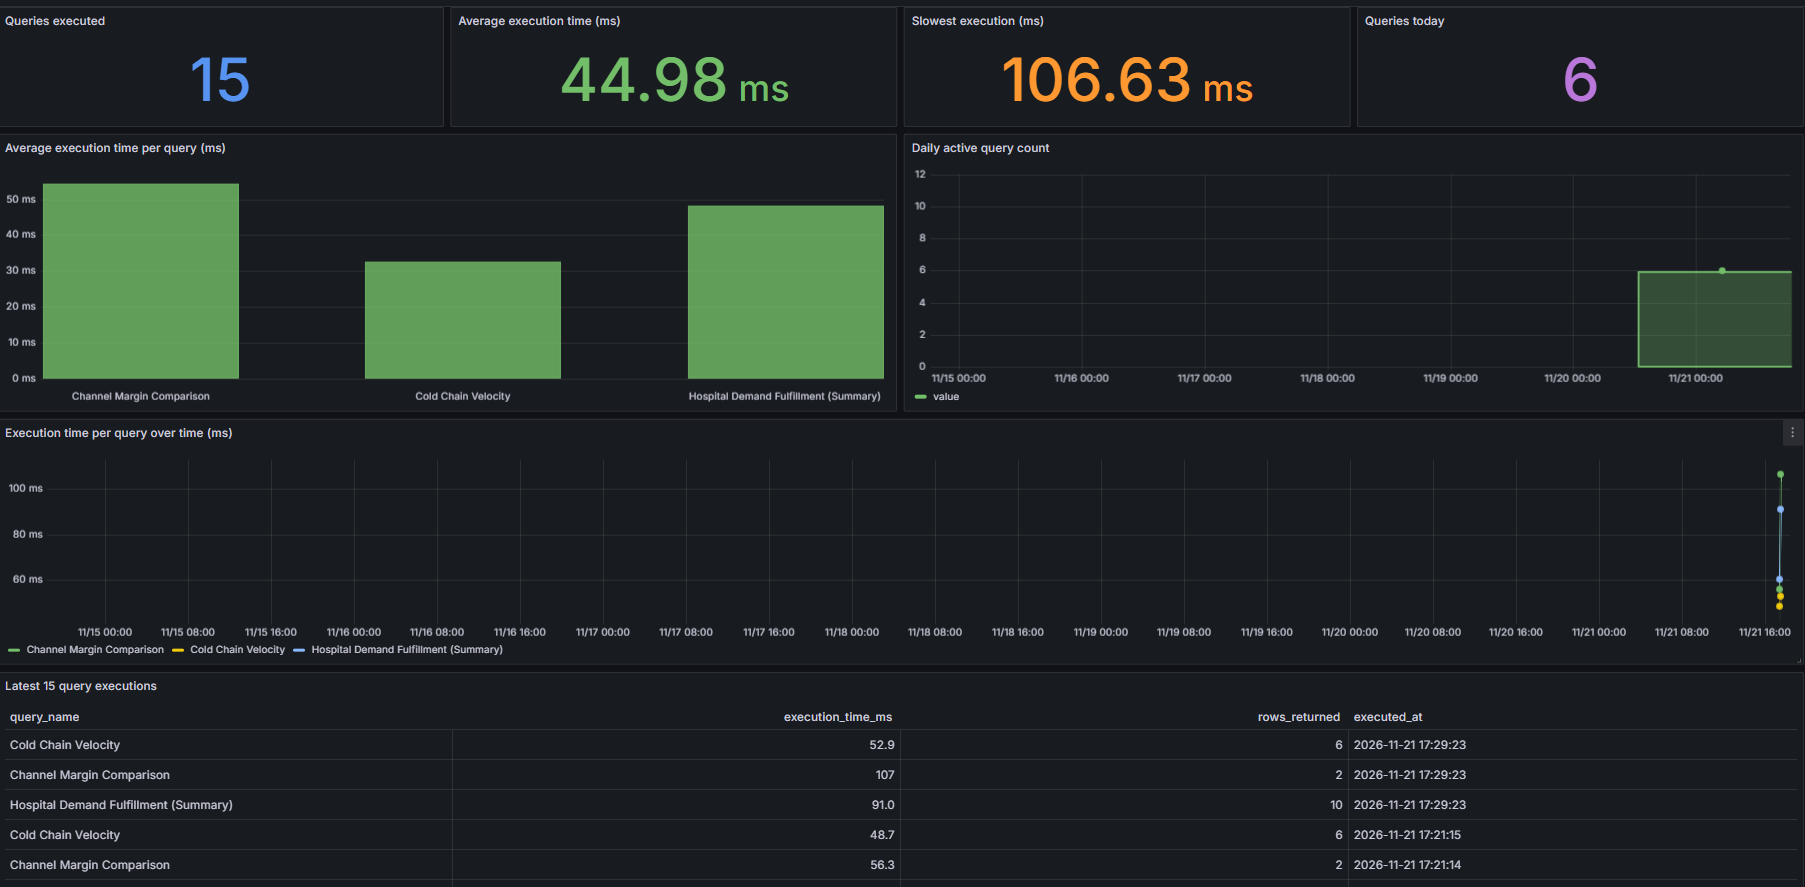 Queries executed
15
Average execution time (ms)
44.98 ms
Slowest execution (ms)
106.63 ms
Queries today
6
Average execution time per query (ms)
50 ms
40 ms
30 ms
20 ms
10 ms
0 ms
Channel Margin Comparison
Cold Chain Velocity
Hospital Demand Fulfillment (Summary)
Daily active query count
12
10
8
6
4
2
0
11/15 00:00
11/16 00:00
11/17 00:00
11/18 00:00
11/19 00:00
11/20 00:00
11/21 00:00
value
Execution time per query over time (ms)
100 ms
80 ms
60 ms
11/15 00:00
11/15 08:00
11/15 16:00
11/16 00:00
11/16 08:00
11/16 16:00
11/17 00:00
11/17 08:00
11/17 16:00
11/18 00:00
11/18 08:00
11/18 16:00
11/19 00:00
11/19 08:00
11/19 16:00
11/20 00:00
11/20 08:00
11/20 16:00
11/21 00:00
11/21 08:00
11/21 16:00
Channel Margin Comparison
Cold Chain Velocity
Hospital Demand Fulfillment (Summary)
Latest 15 query executions
query_name execution_time_ms rows_returned executed_at
Cold Chain Velocity 52.9 6 2026-11-21 17:29:23
Channel Margin Comparison 107 2 2026-11-21 17:29:23
Hospital Demand Fulfillment (Summary) 91.0 10 2026-11-21 17:29:23
Cold Chain Velocity 48.7 6 2026-11-21 17:21:15
Channel Margin Comparison 56.3 2 2026-11-21 17:21:14